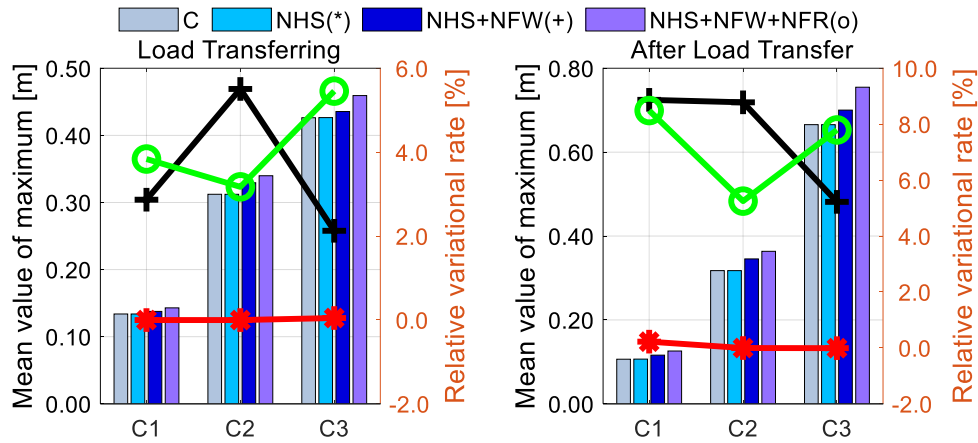 C NHS(*) NHS+NFW(+) NHS+NFW+NFR(o)
Load Transferring
Mean value of maximum [m]
0.50
0.40
0.30
0.20
0.10
0.00
C1 C2 C3
6.0
4.0
2.0
0.0
-2.0
Relative variational rate [%]
After Load Transfer
Mean value of maximum [m]
0.80
0.60
0.40
0.20
0.00
C1 C2 C3
10.0
8.0
6.0
4.0
2.0
0.0
-2.0
Relative variational rate [%]